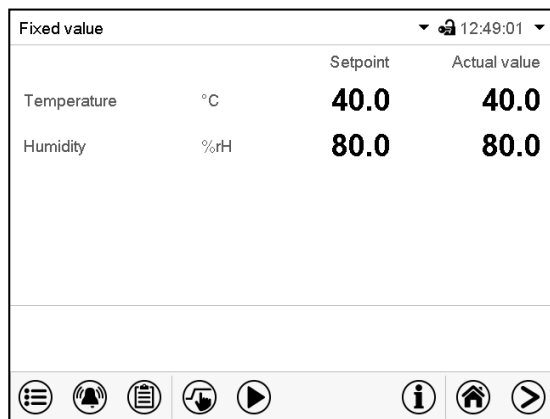 Fixed value 12:49:01
Setpoint Actual value
Temperature °C 40.0 40.0
Humidity %rH 80.0 80.0